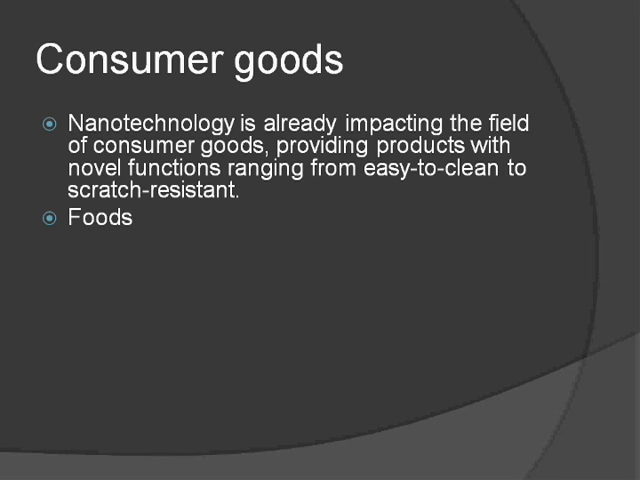 Consumer goods
Nanotechnology is already impacting the field
of consumer goods, providing products with
novel functions ranging from easy-to-clean to
scratch-resistant.
Foods